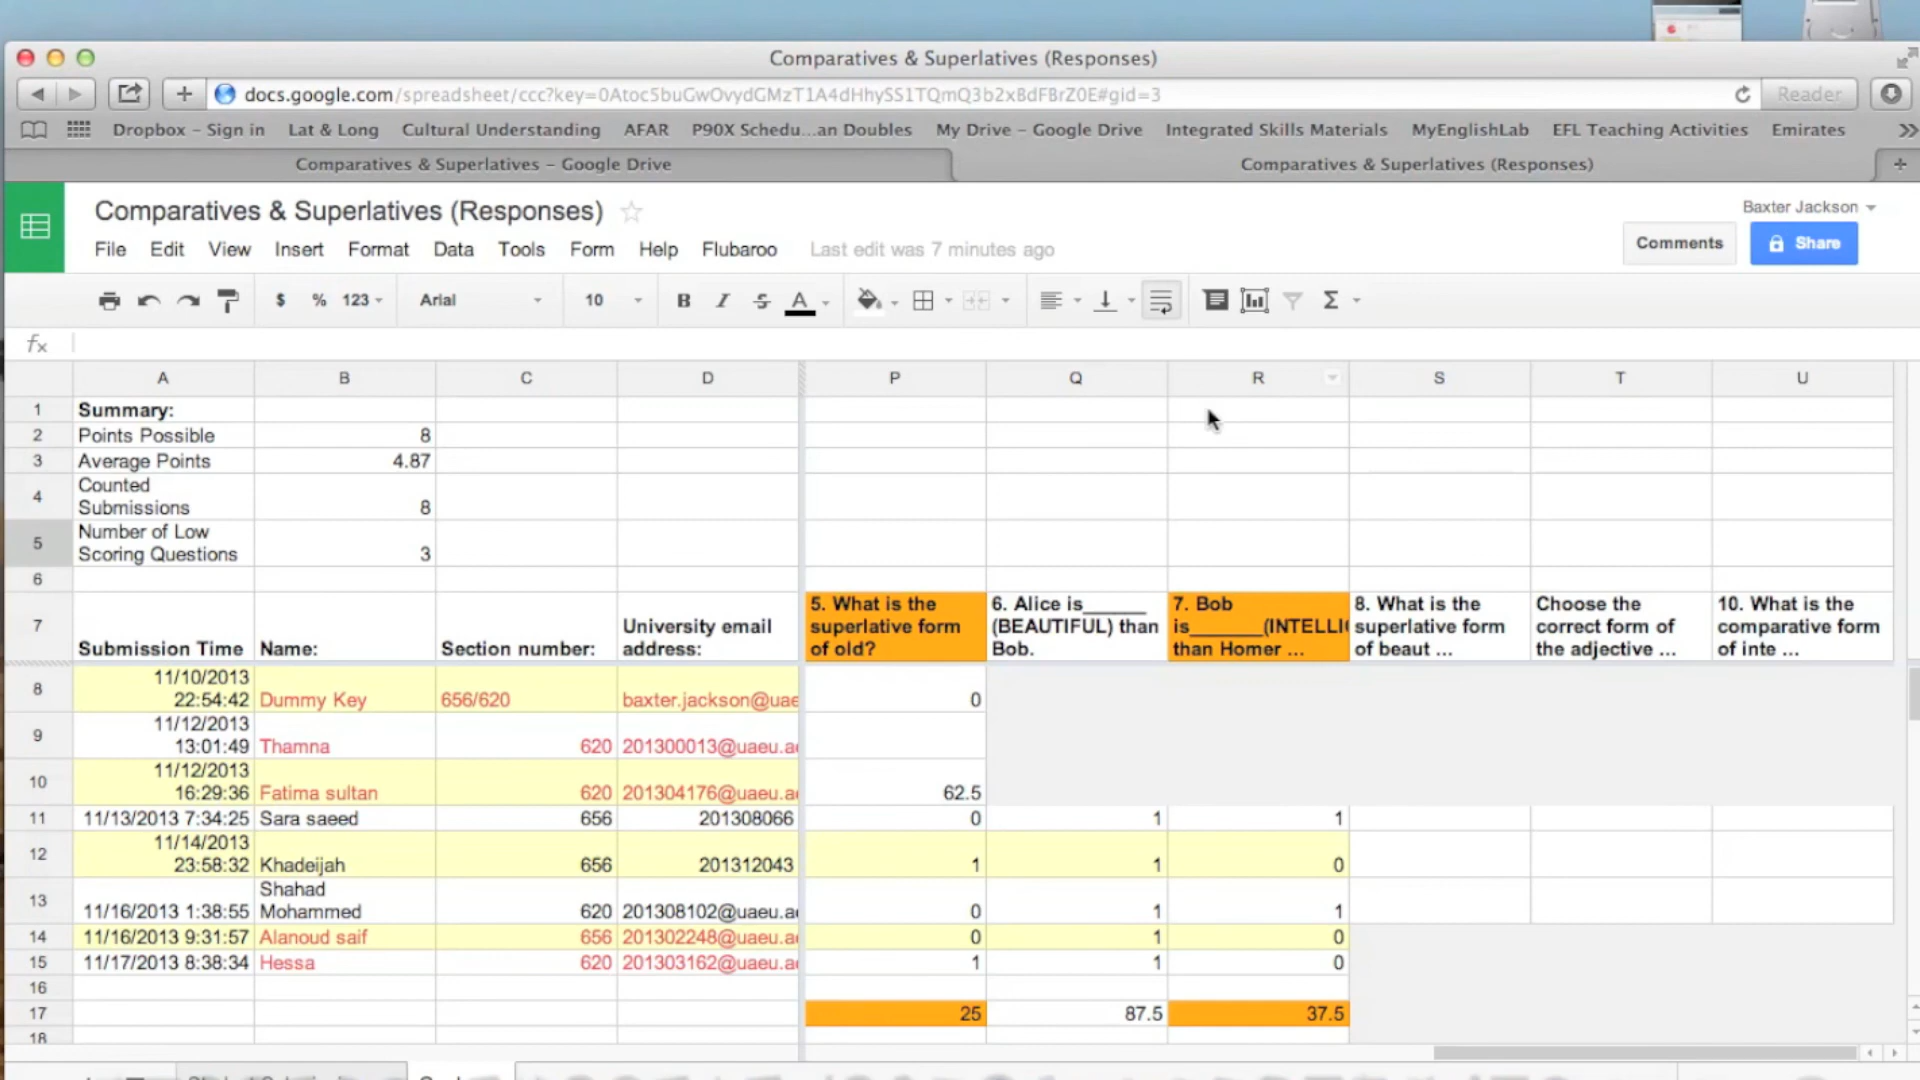 Comparatives & Superlatives (Responses)
docs.google.com/spreadsheet/ccc?key=0Atoc5buGwOvydGMzT1A4dHhySS1TQmQ3b2xBdFBrZ0E#gid=3
Reader
Dropbox – Sign in Lat & Long Cultural Understanding AFAR P90X Schedu...an Doubles My Drive – Google Drive Integrated Skills Materials MyEnglishLab EFL Teaching Activities Emirates
Comparatives & Superlatives – Google Drive Comparatives & Superlatives (Responses)
Comparatives & Superlatives (Responses) Baxter Jackson
File Edit View Insert Format Data Tools Form Help Flubaroo Last edit was 7 minutes ago Comments Share
$ % 123 Arial 10 B I S A Σ
fx
A B C D P Q R S T U
1 Summary:
2 Points Possible 8
3 Average Points 4.87
4 Counted
Submissions 8
5 Number of Low
Scoring Questions 3
6
7 Submission Time Name: Section number: University email
address:
5. What is the
superlative form
of old?
6. Alice is______
(BEAUTIFUL) than
Bob.
7. Bob
is_______(INTELLI
than Homer ...
8. What is the
superlative form
of beaut ...
Choose the
correct form of
the adjective ...
10. What is the
comparative form
of inte ...
8 11/10/2013
22:54:42 Dummy Key 656/620 baxter.jackson@uae 0
9 11/12/2013
13:01:49 Thamna 620 201300013@uaeu.a
10 11/12/2013
16:29:36 Fatima sultan 620 201304176@uaeu.a 62.5
11 11/13/2013 7:34:25 Sara saeed 656 201308066 0 1 1
12 11/14/2013
23:58:32 Khadeijah 656 201312043 1 1 0
13 11/16/2013 1:38:55 Shahad
Mohammed 620 201308102@uaeu.a 0 1 1
14 11/16/2013 9:31:57 Alanoud saif 656 201302248@uaeu.a 0 1 0
15 11/17/2013 8:38:34 Hessa 620 201303162@uaeu.a 1 1 0
16
17 25 87.5 37.5
18